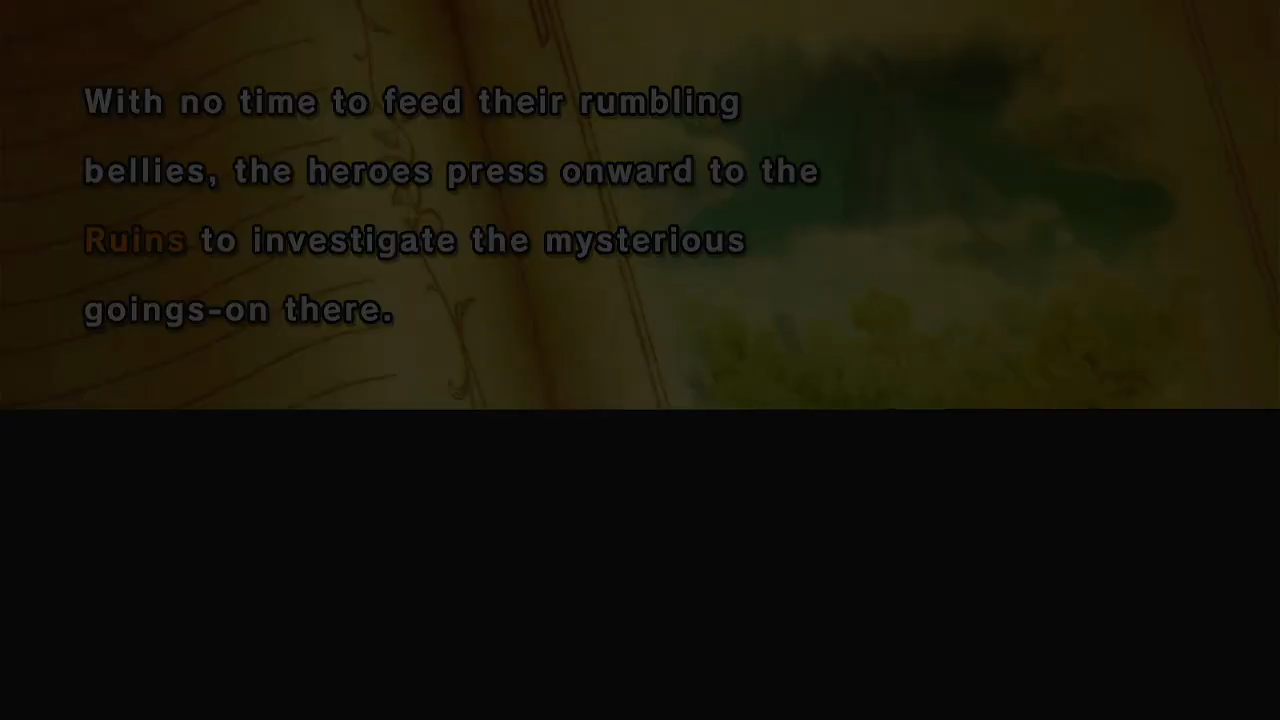 With no time to feed their rumbling
bellies, the heroes press onward to the
Ruins to investigate the mysterious
goings-on there.